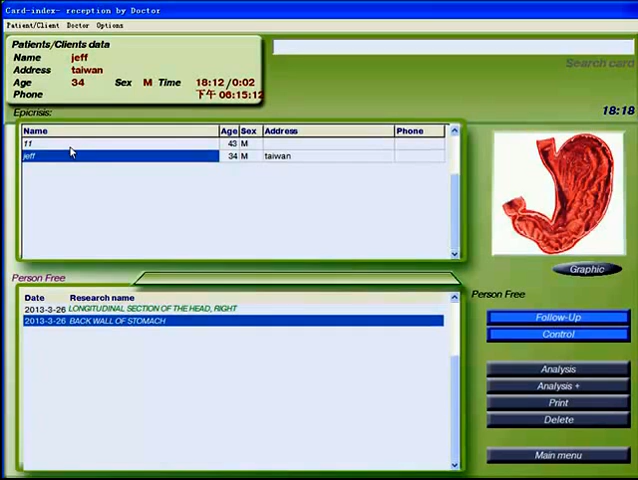 Card-index- reception by Doctor
Patient/Client Doctor Options
Patients/Clients data
Name jeff
Address taiwan
Age 34 Sex M Time 18:12/0:02
Phone 下午 06:15:12
Search card
18:18
Epicrisis:
Name Age Sex Address Phone
11 43 M
jeff 34 M taiwan
Graphic
Person Free
Person Free
Date Research name
2013-3-26 LONGITUDINAL SECTION OF THE HEAD, RIGHT
2013-3-26 BACK WALL OF STOMACH
Follow-Up
Control
Analysis
Analysis +
Print
Delete
Main menu